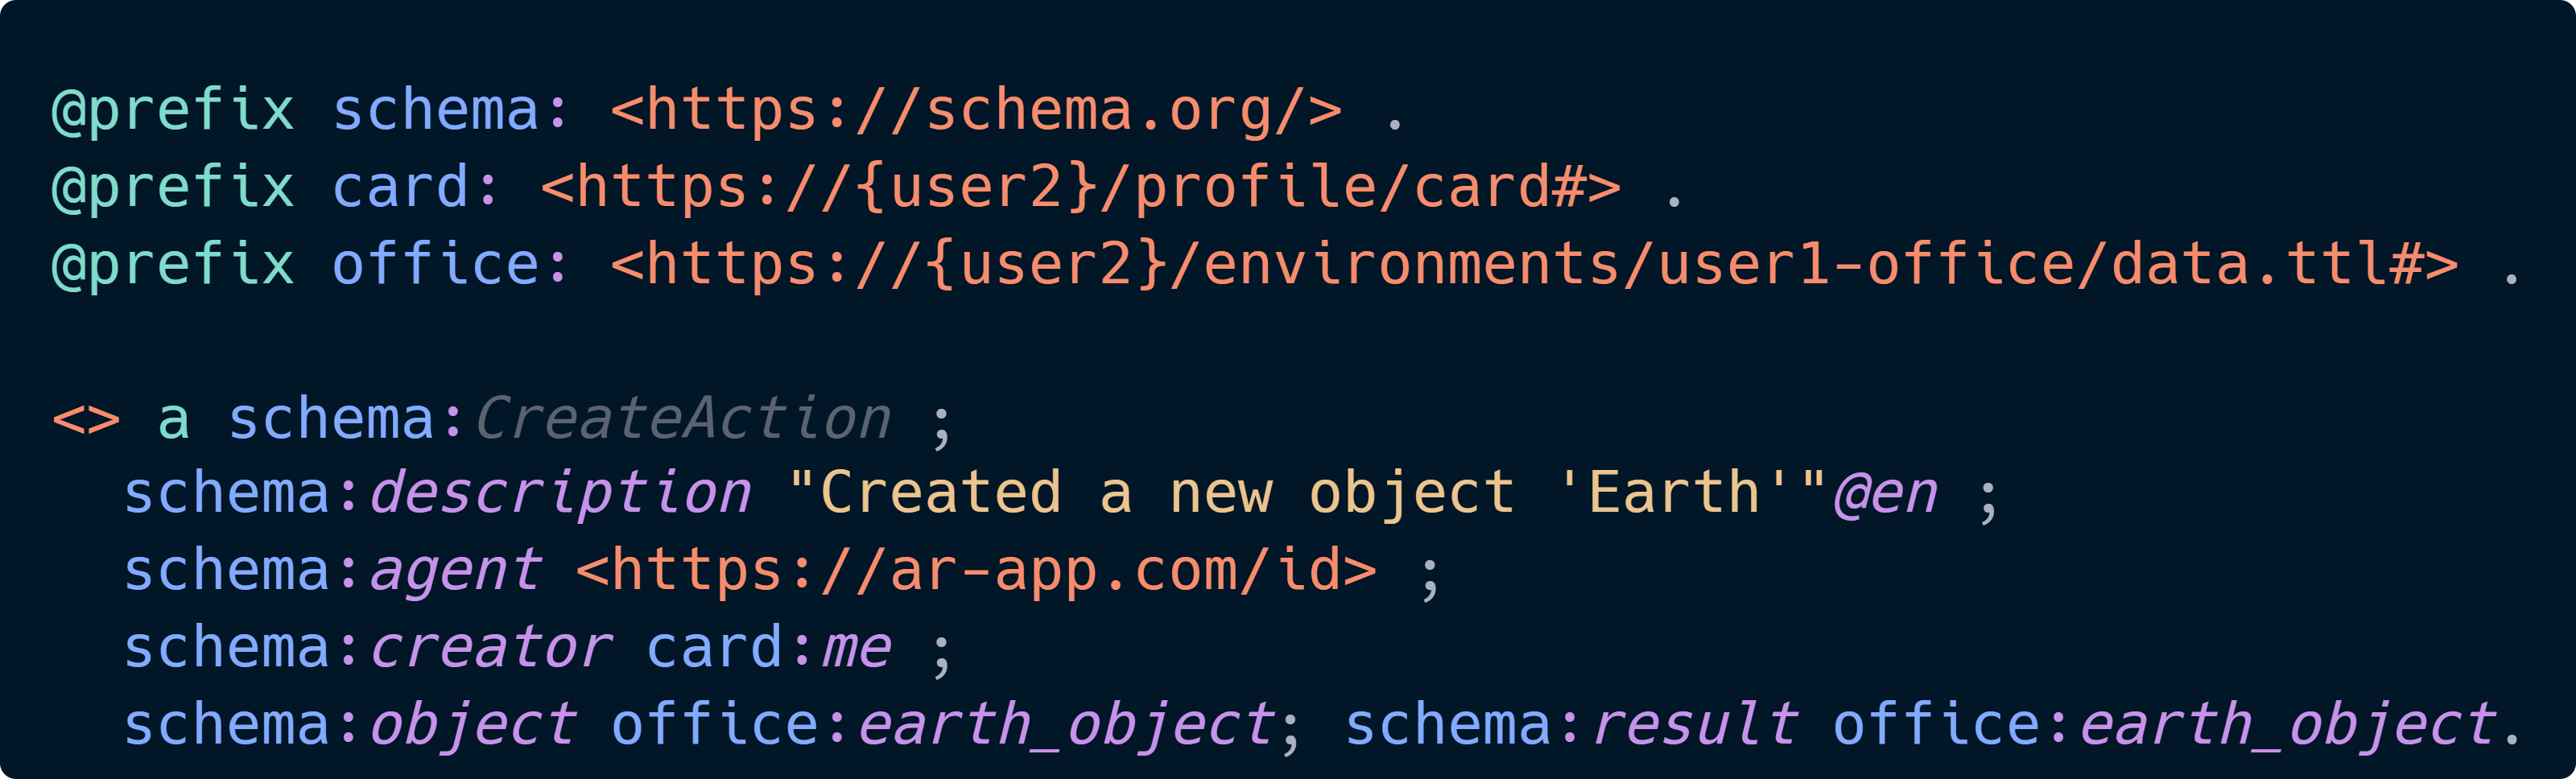 @prefix schema: <https://schema.org/> .
@prefix card: <https://{user2}/profile/card#> .
@prefix office: <https://{user2}/environments/user1-office/data.ttl#> .
<> a schema:CreateAction ;
schema:description "Created a new object 'Earth'"@en ;
schema:agent <https://ar-app.com/id> ;
schema:creator card:me ;
schema:object office:earth_object; schema:result office:earth_object.